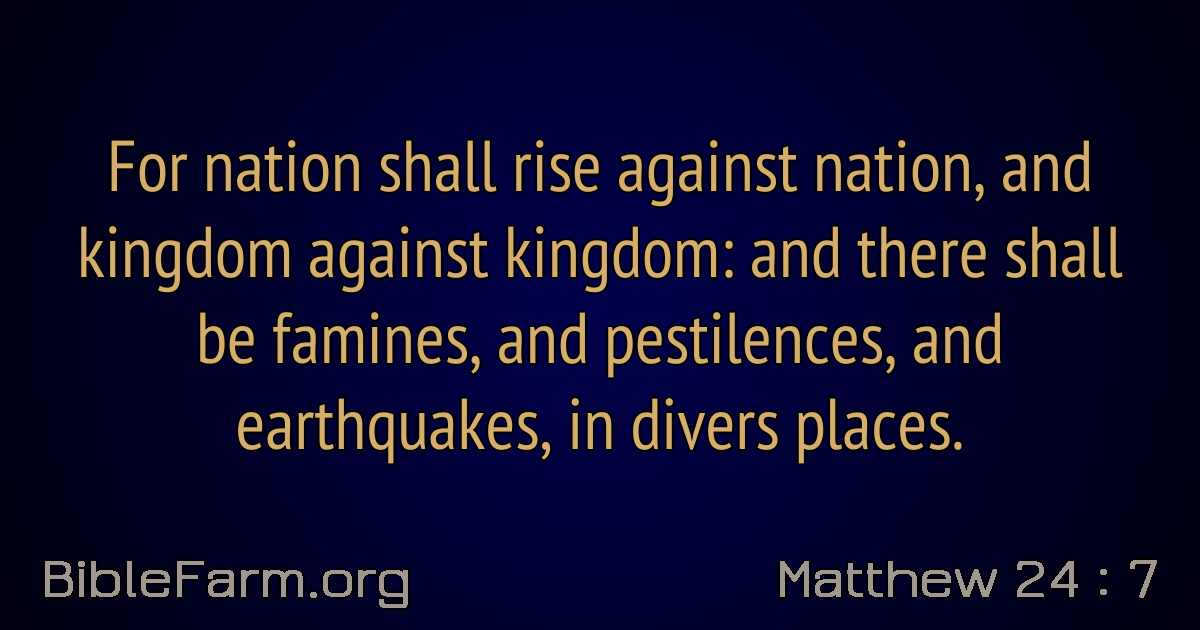 For nation shall rise against nation, and
kingdom against kingdom: and there shall
be famines, and pestilences, and
earthquakes, in divers places.
BibleFarm.org
Matthew 24 : 7